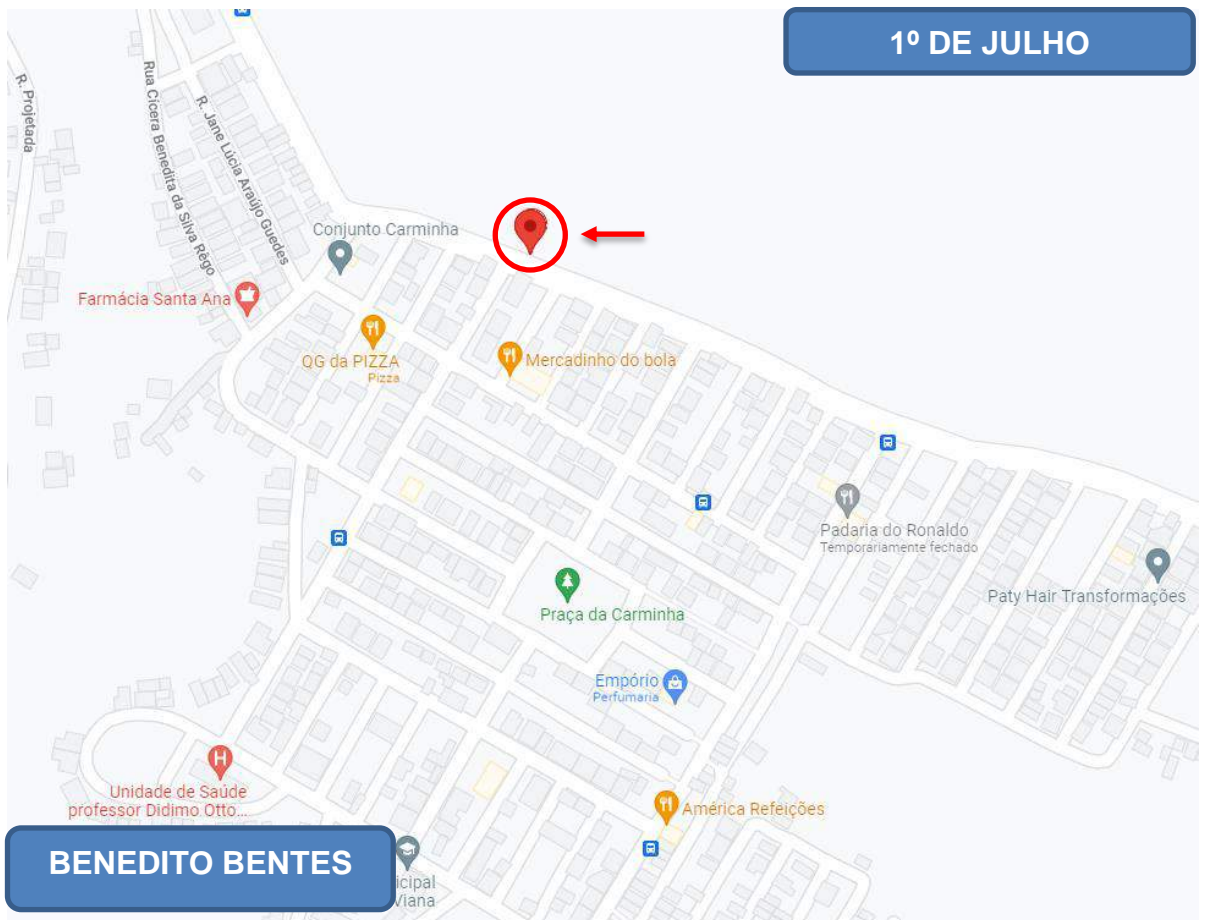 1º DE JULHO
R. Projetada
Rua Cícera Benedita da Silva Rêgo
R. Jane Lúcia Araújo Guedes
Conjunto Carminha
Farmácia Santa Ana
QG da PIZZA
Pizza
Mercadinho do bola
Padaria do Ronaldo
Temporariamente fechado
Paty Hair Transformações
Praça da Carminha
Empório
Perfumaria
Unidade de Saúde
professor Didimo Otto...
América Refeições
BENEDITO BENTES
icipal
Viana